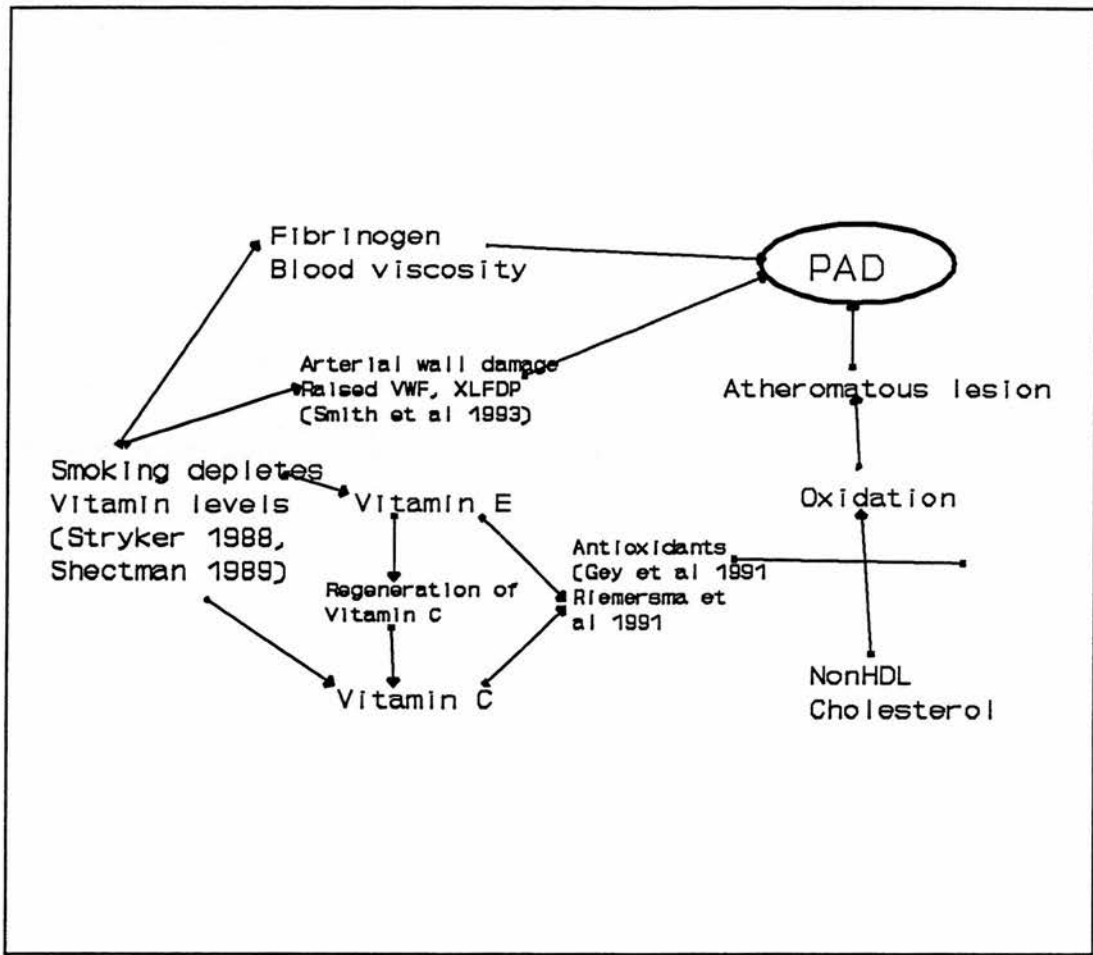 Fibrinogen
Blood viscosity
PAD
Arterial wall damage
Raised VWF, XLFDP
(Smith et al 1993)
Atheromatous lesion
Smoking depletes
Vitamin levels
(Stryker 1988,
Shectman 1989)
Vitamin E
Oxidation
Antioxidants
(Gey et al 1991
Riemersma et
al 1991
Regeneration of
Vitamin C
Vitamin C
NonHDL
Cholesterol